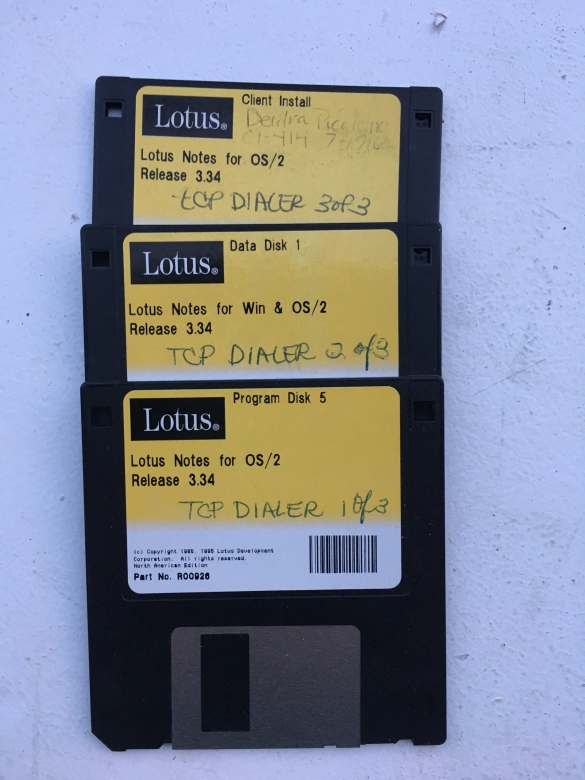 Client Install
Lotus®
Deirdra
C1-414
Lotus Notes for OS/2
Release 3.34
TCP DIALER 3 of 3
Data Disk 1
Lotus®
Lotus Notes for Win & OS/2
Release 3.34
TCP DIALER 2 of 3
Program Disk 5
Lotus®
Lotus Notes for OS/2
Release 3.34
TCP DIALER 1 of 3
(c) Copyright 1985, 1995 Lotus Development
Corporation. All rights reserved.
North American Edition
Part No. R00926